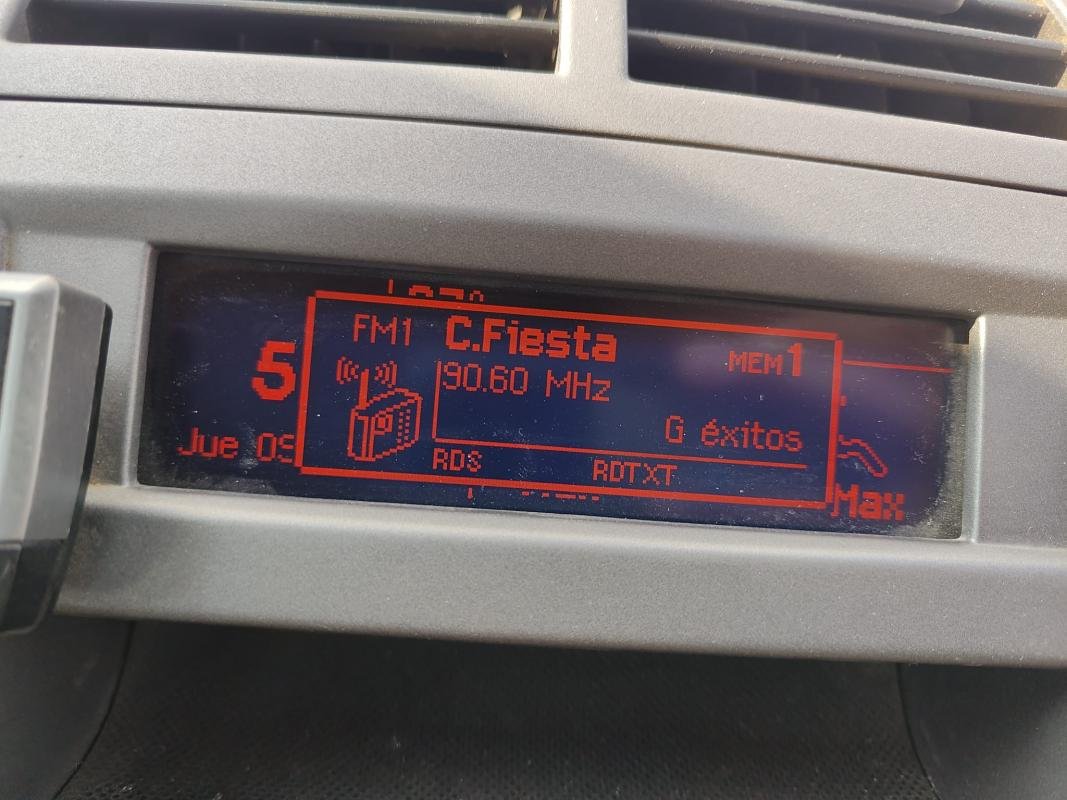 FM1 C.Fiesta MEM1
90.60 MHz
G éxitos
RDS RDTXT
5
Jue
Max